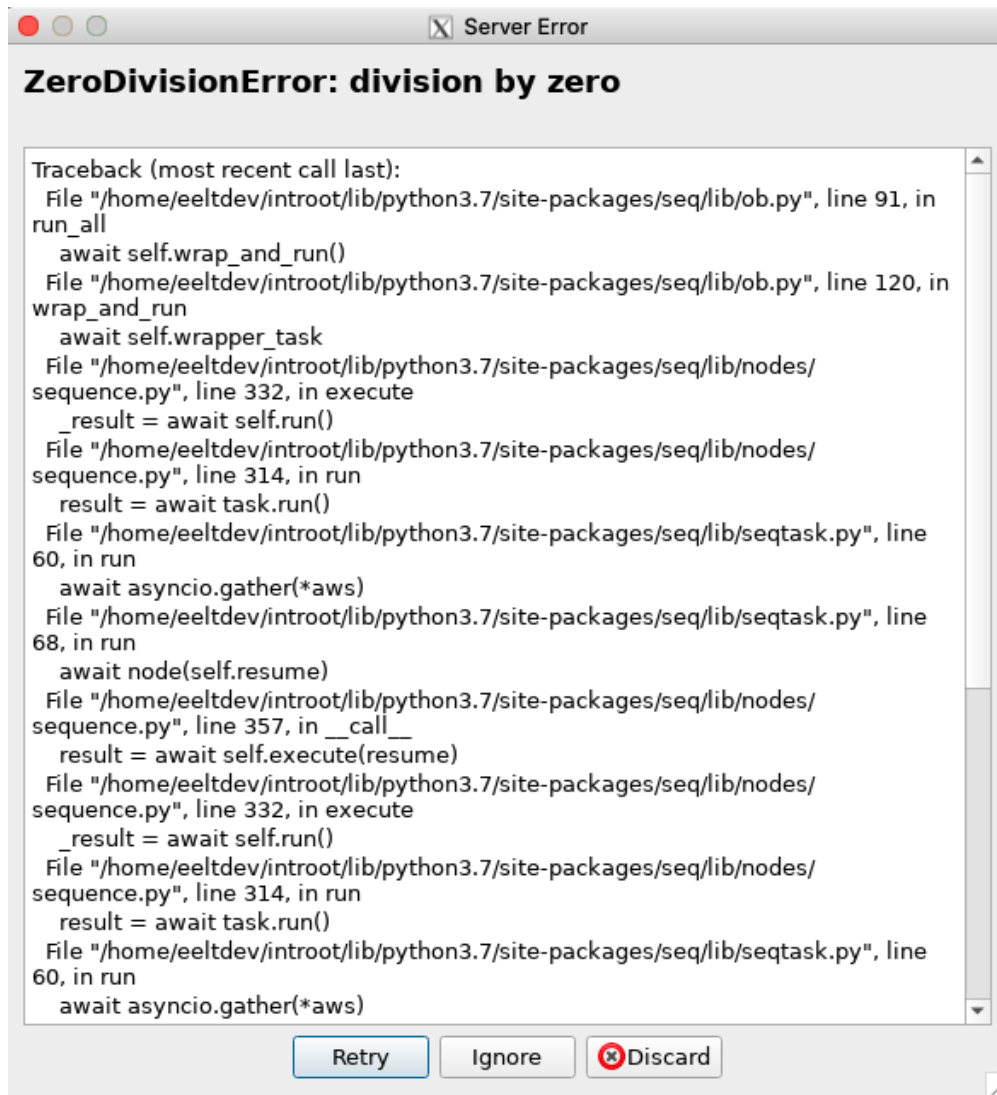 Server Error
ZeroDivisionError: division by zero
Traceback (most recent call last):
File "/home/eeltdev/introot/lib/python3.7/site-packages/seq/lib/ob.py", line 91, in
run_all
await self.wrap_and_run()
File "/home/eeltdev/introot/lib/python3.7/site-packages/seq/lib/ob.py", line 120, in
wrap_and_run
await self.wrapper_task
File "/home/eeltdev/introot/lib/python3.7/site-packages/seq/lib/nodes/
sequence.py", line 332, in execute
_result = await self.run()
File "/home/eeltdev/introot/lib/python3.7/site-packages/seq/lib/nodes/
sequence.py", line 314, in run
result = await task.run()
File "/home/eeltdev/introot/lib/python3.7/site-packages/seq/lib/seqtask.py", line
60, in run
await asyncio.gather(*aws)
File "/home/eeltdev/introot/lib/python3.7/site-packages/seq/lib/seqtask.py", line
68, in run
await node(self.resume)
File "/home/eeltdev/introot/lib/python3.7/site-packages/seq/lib/nodes/
sequence.py", line 357, in __call__
result = await self.execute(resume)
File "/home/eeltdev/introot/lib/python3.7/site-packages/seq/lib/nodes/
sequence.py", line 332, in execute
_result = await self.run()
File "/home/eeltdev/introot/lib/python3.7/site-packages/seq/lib/nodes/
sequence.py", line 314, in run
result = await task.run()
File "/home/eeltdev/introot/lib/python3.7/site-packages/seq/lib/seqtask.py", line
60, in run
await asyncio.gather(*aws)
Retry Ignore Discard